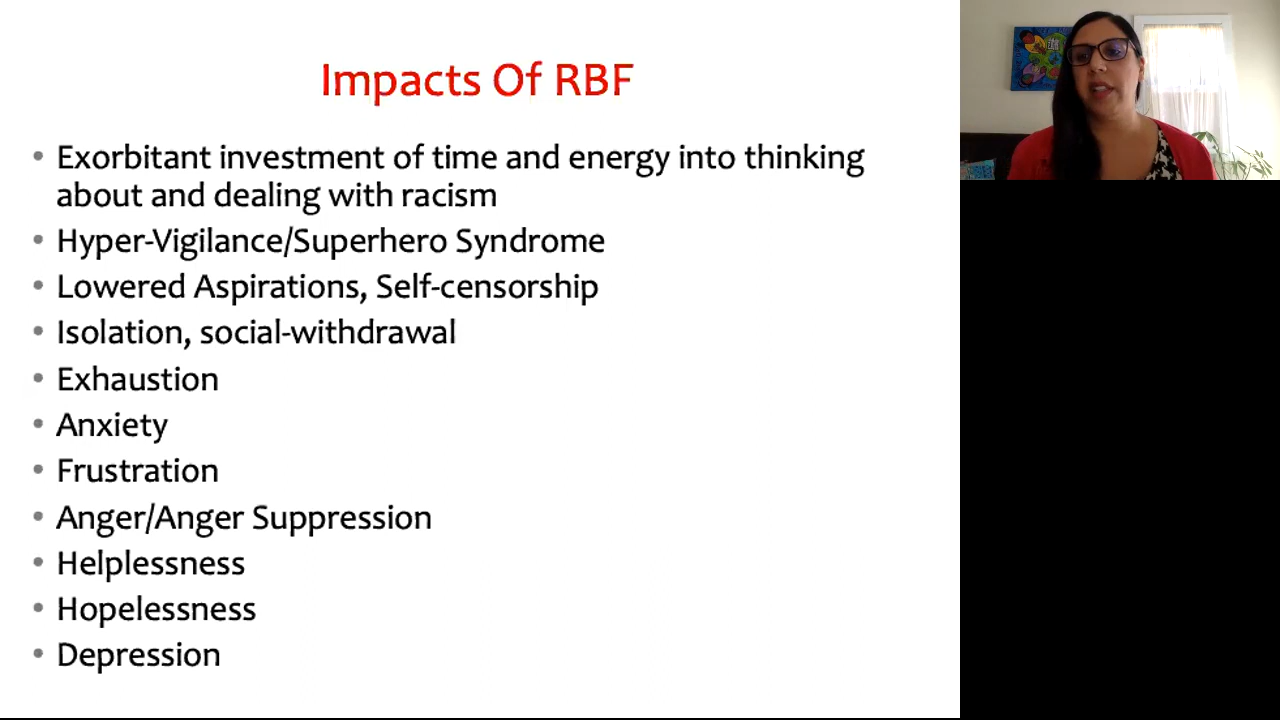 Impacts Of RBF
• Exorbitant investment of time and energy into thinking
about and dealing with racism
• Hyper-Vigilance/Superhero Syndrome
• Lowered Aspirations, Self-censorship
• Isolation, social-withdrawal
• Exhaustion
• Anxiety
• Frustration
• Anger/Anger Suppression
• Helplessness
• Hopelessness
• Depression